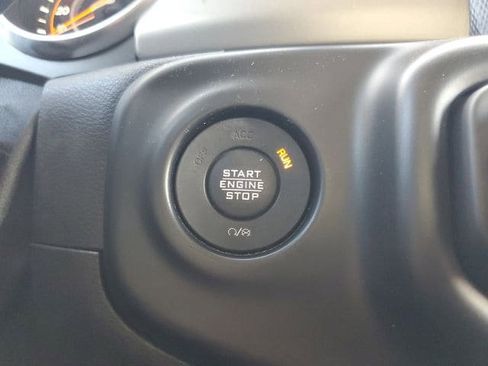 OFF
ACC
RUN
START
ENGINE
STOP